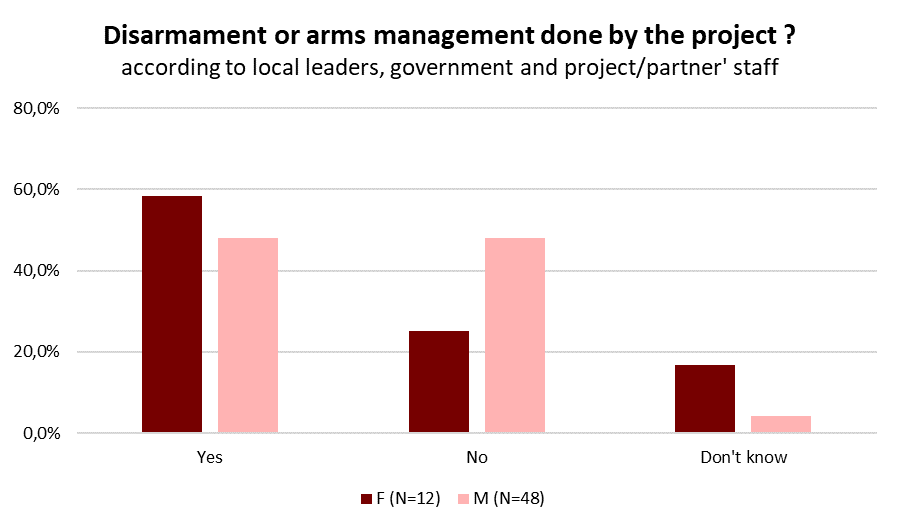 Disarmament or arms management done by the project ?
according to local leaders, government and project/partner' staff
80,0%
60,0%
40,0%
20,0%
0,0%
Yes No Don't know
F (N=12) M (N=48)